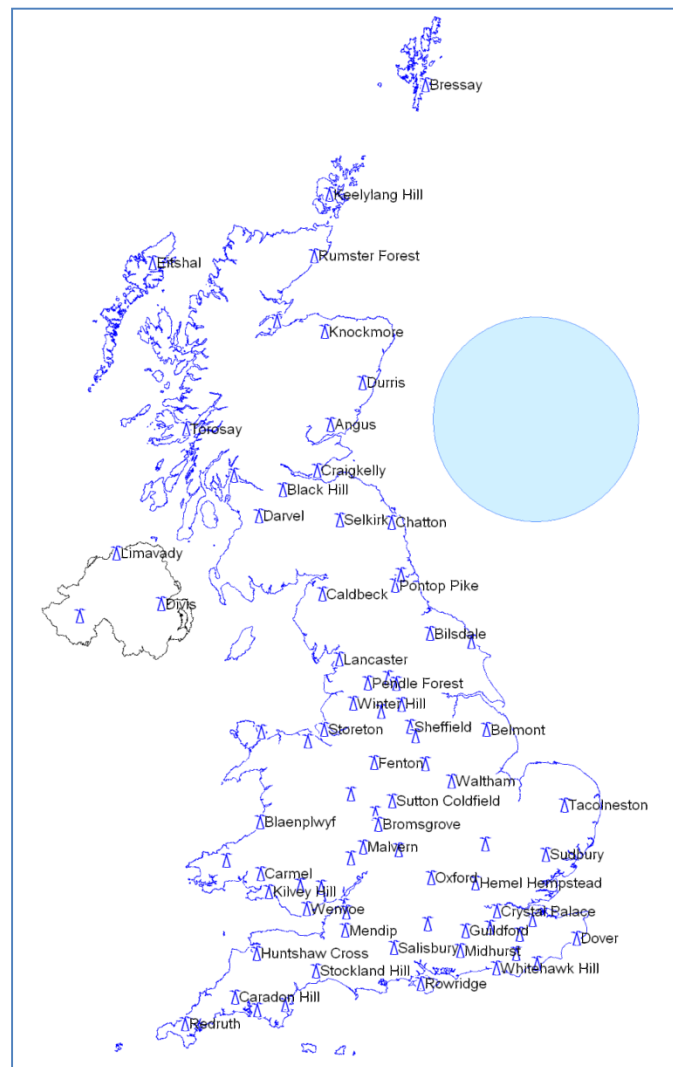 Bressay
Keelylang Hill
Rumster Forest
Eitshal
Knockmore
Durris
Angus
Torosay
Craigkelly
Black Hill
Darvel
Selkirk
Chatton
Limavady
Pontop Pike
Caldbeck
Divis
Bilsdale
Lancaster
Pendle Forest
Winter Hill
Storeton
Sheffield
Belmont
Fenton
Waltham
Sutton Coldfield
Tacolneston
Blaenplwyf
Bromsgrove
Malvern
Sudbury
Carmel
Oxford
Hemel Hempstead
Kilvey Hill
Wenvoe
Crystal Palace
Mendip
Guildford
Dover
Huntshaw Cross
Salisbury
Midhurst
Stockland Hill
Whitehawk Hill
Rowridge
Caradon Hill
Redruth